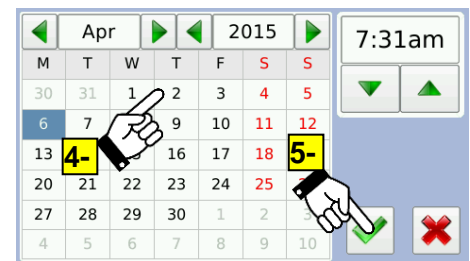 Apr 2015 7:31am
M T W T F S S
30 31 1 2 3 4 5
6 7 9 10 11 12
4- 5-
13 16 17 18
20 21 22 23 24 25
27 28 29 30 1 2 3
4 5 6 7 8 9 10